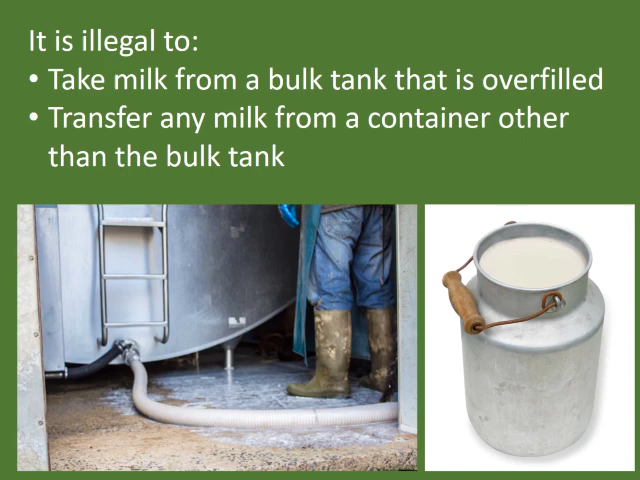 It is illegal to:
• Take milk from a bulk tank that is overfilled
• Transfer any milk from a container other
than the bulk tank